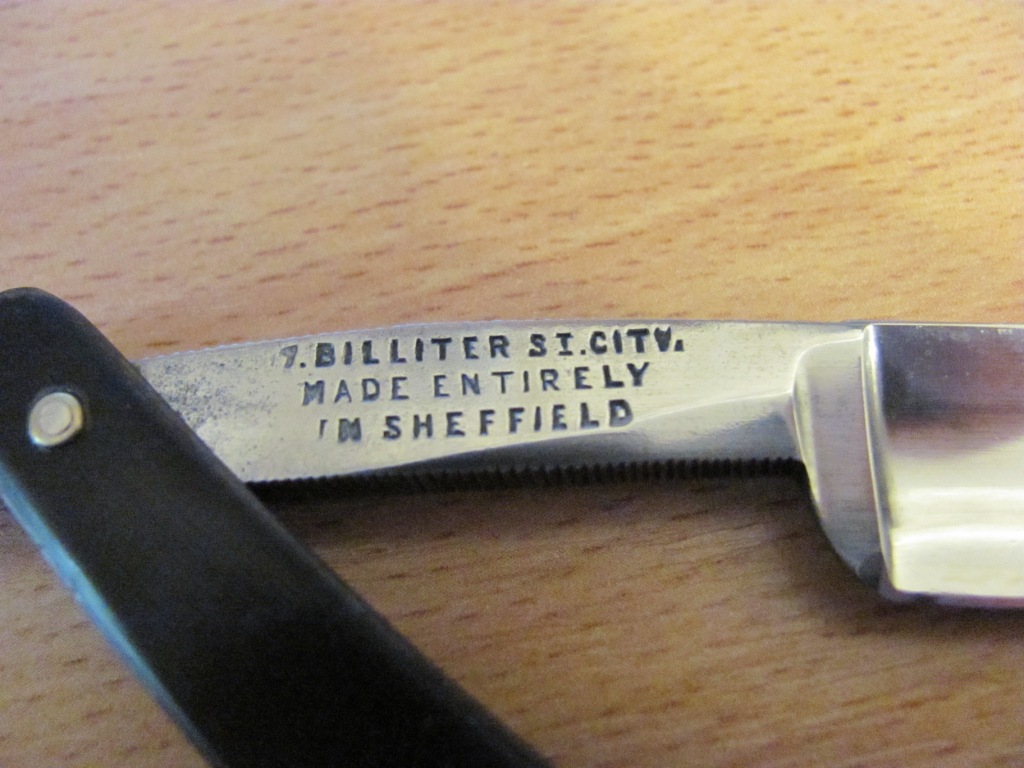 7. BILLITER ST. CITY.
MADE ENTIRELY
IN SHEFFIELD